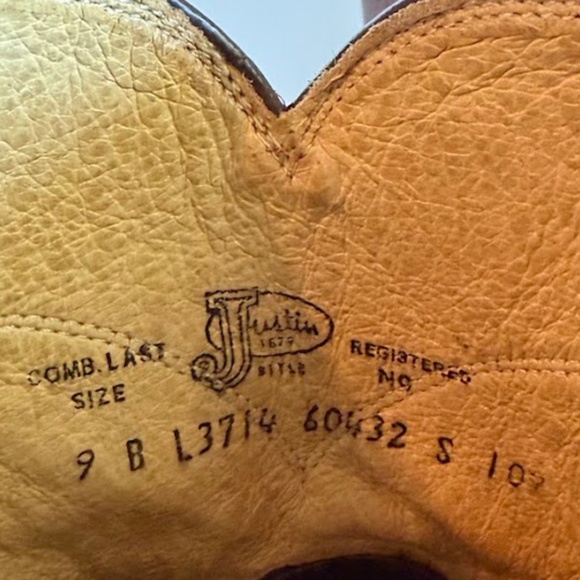 COMB. LAST
SIZE
Justin
1879
STYLE
REGISTERED
NO
9 B L3714 60432 S 10